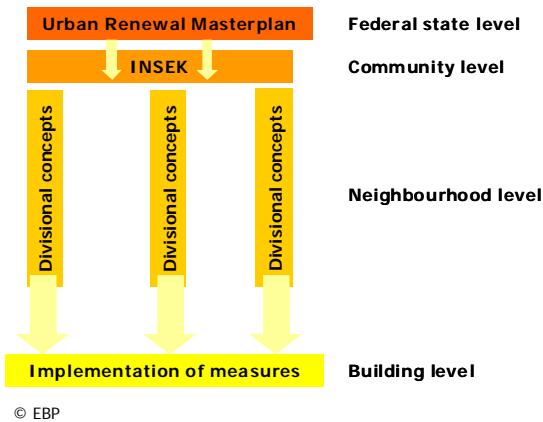 Urban Renewal Masterplan
Federal state level
INSEK
Community level
Divisional concepts
Divisional concepts
Divisional concepts
Neighbourhood level
Implementation of measures
Building level
© EBP